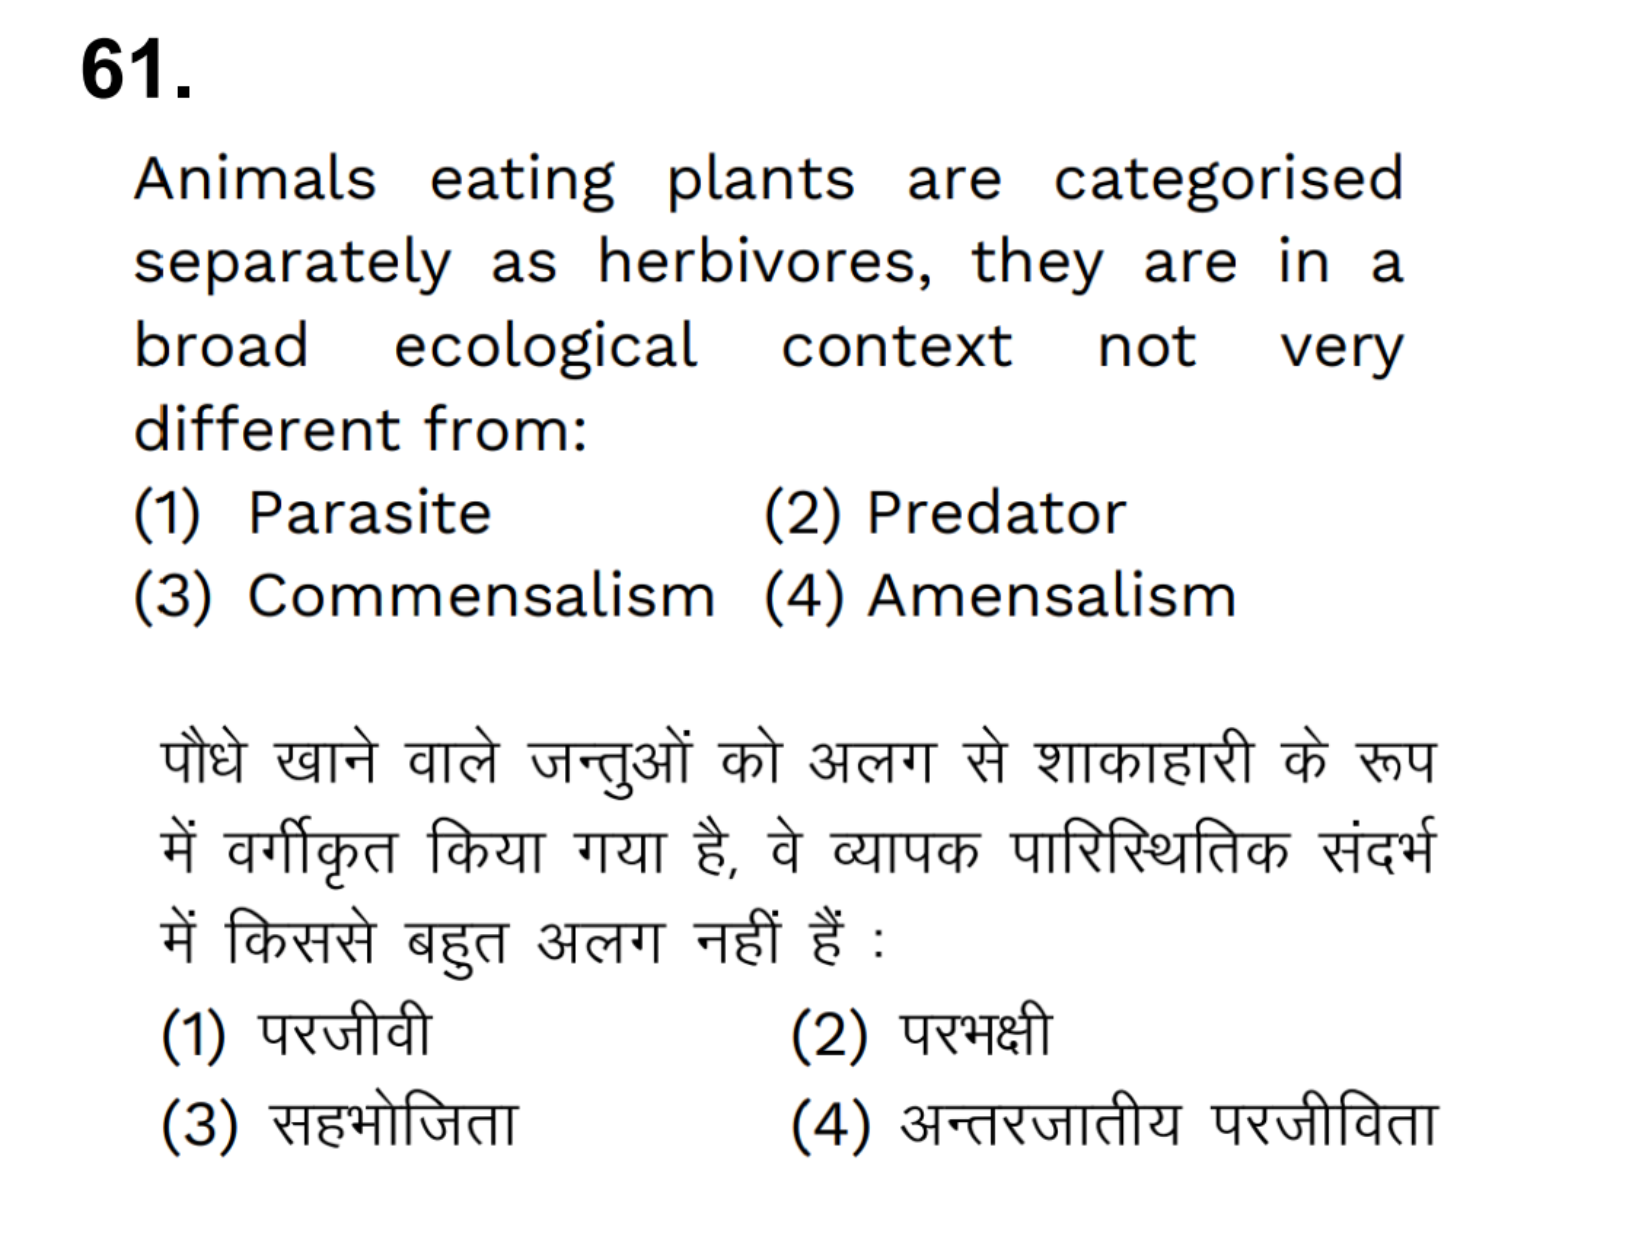 61.
Animals eating plants are categorised
separately as herbivores, they are in a
broad ecological context not very
different from:
(1) Parasite (2) Predator
(3) Commensalism (4) Amensalism
पौधे खाने वाले जन्तुओं को अलग से शाकाहारी के रूप
में वर्गीकृत किया गया है, वे व्यापक पारिस्थितिक संदर्भ
में किससे बहुत अलग नहीं हैं :
(1) परजीवी (2) परभक्षी
(3) सहभोजिता (4) अन्तरजातीय परजीविता